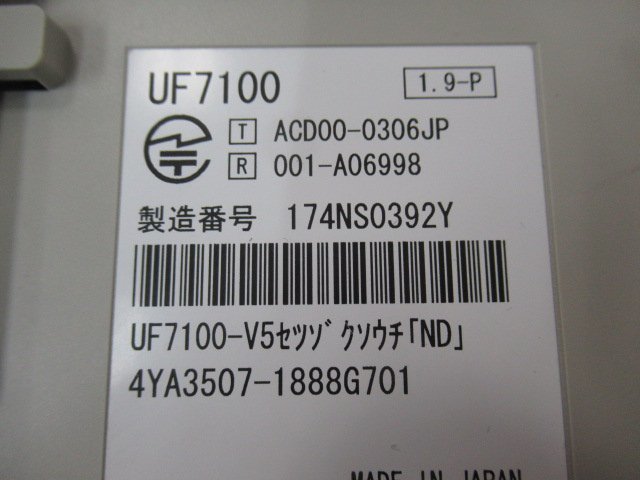 UF7100
1.9-P
T ACD00-0306JP
R 001-A06998
製造番号 174NS0392Y
UF7100-V5ｾﾂｿﾞｸｿｳﾁ｢ND｣
4YA3507-1888G701
MADE IN JAPAN